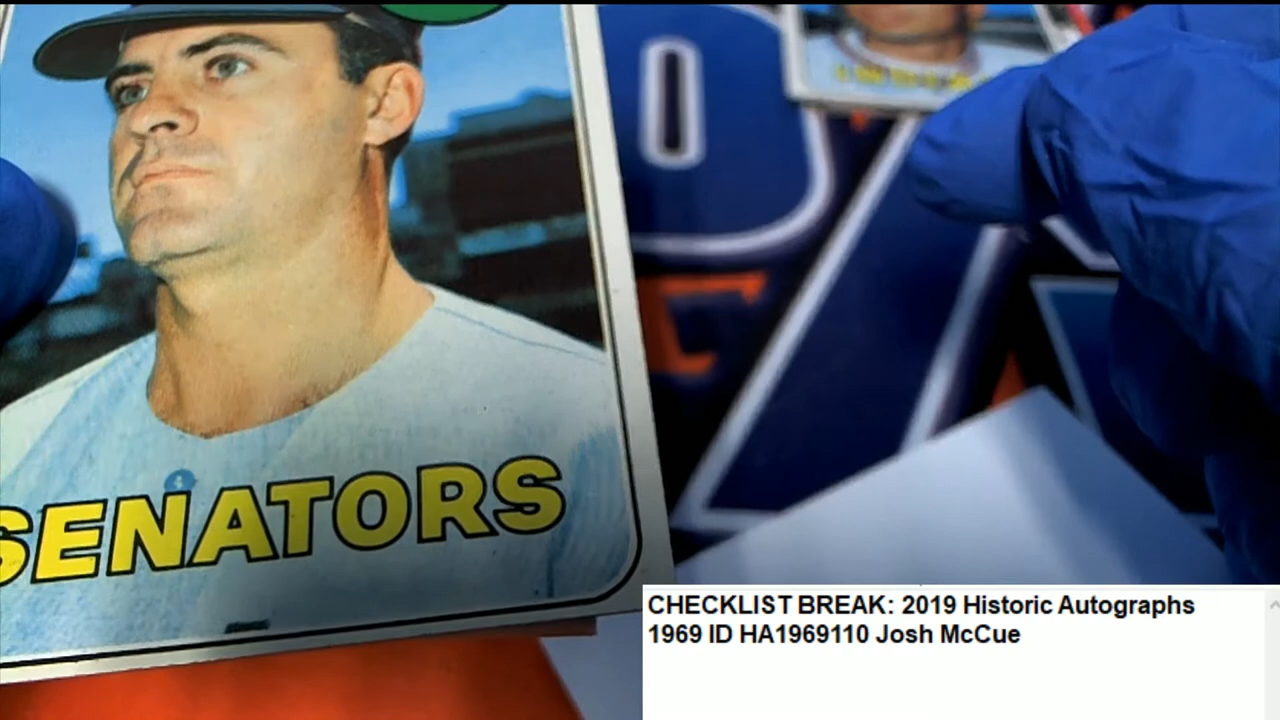 SENATORS
CHECKLIST BREAK: 2019 Historic Autographs
1969 ID HA1969110 Josh McCue